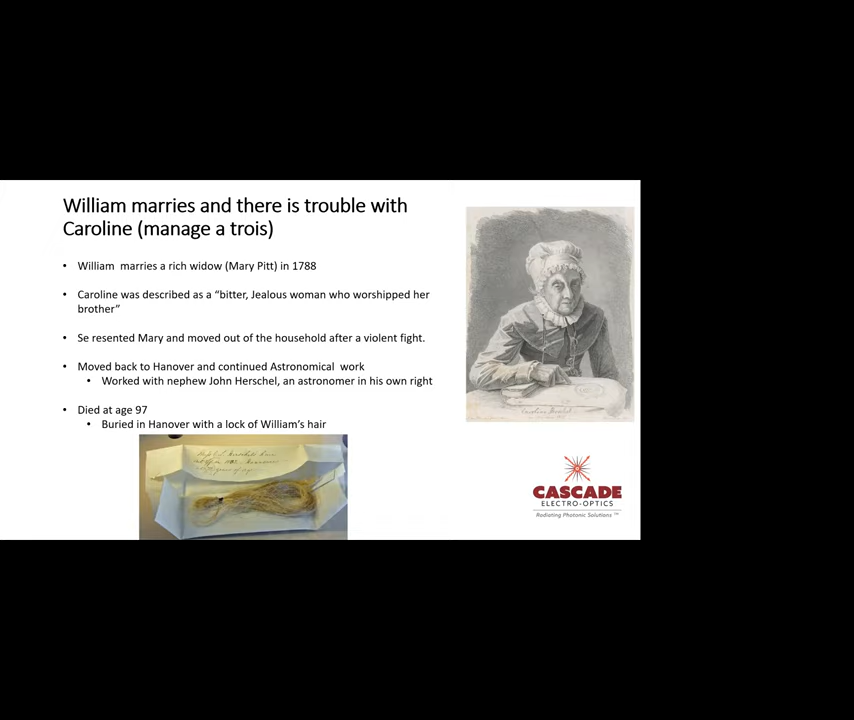 William marries and there is trouble with
Caroline (manage a trois)
• William  marries a rich widow (Mary Pitt) in 1788
• Caroline was described as a “bitter, Jealous woman who worshipped her
brother”
• Se resented Mary and moved out of the household after a violent fight.
• Moved back to Hanover and continued Astronomical  work
• Worked with nephew John Herschel, an astronomer in his own right
• Died at age 97
• Buried in Hanover with a lock of William’s hair
Caroline Herschel
CASCADE
ELECTRO-OPTICS
Radiating Photonic Solutions ™